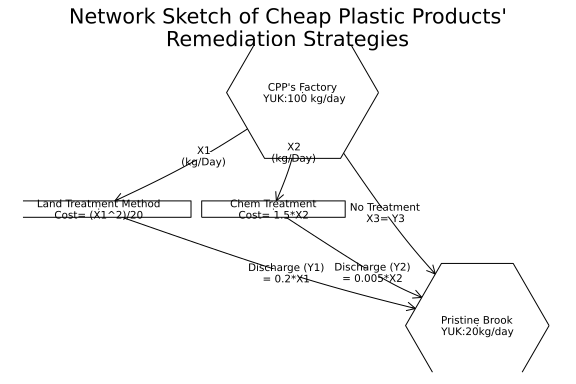 Network Sketch of Cheap Plastic Products'
Remediation Strategies
CPP's Factory
YUK:100 kg/day
X1
(kg/Day)
X2
(kg/Day)
Land Treatment Method
Cost= (X1^2)/20
Chem Treatment
Cost= 1.5*X2
No Treatment
X3= Y3
Discharge (Y1)
= 0.2*X1
Discharge (Y2)
= 0.005*X2
Pristine Brook
YUK:20kg/day